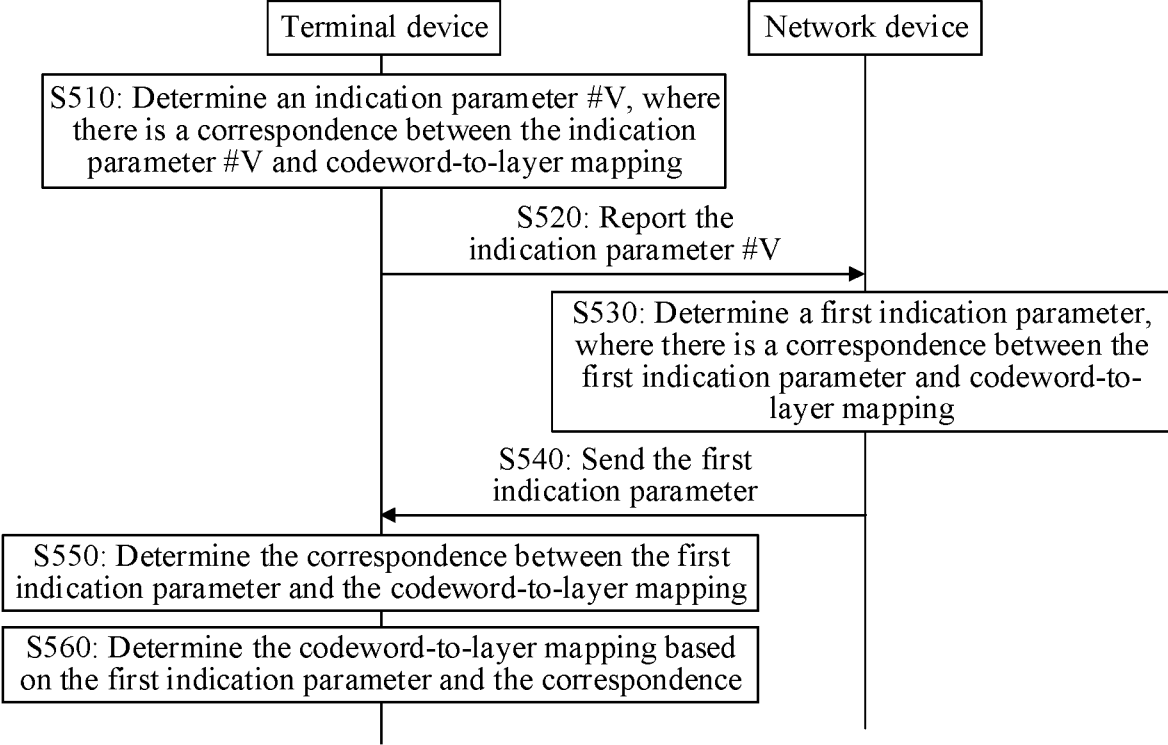 Terminal device
Network device
S510: Determine an indication parameter #V, where
there is a correspondence between the indication
parameter #V and codeword-to-layer mapping
S520: Report the
indication parameter #V
S530: Determine a first indication parameter,
where there is a correspondence between the
first indication parameter and codeword-to-
layer mapping
S540: Send the first
indication parameter
S550: Determine the correspondence between the first
indication parameter and the codeword-to-layer mapping
S560: Determine the codeword-to-layer mapping based
on the first indication parameter and the correspondence